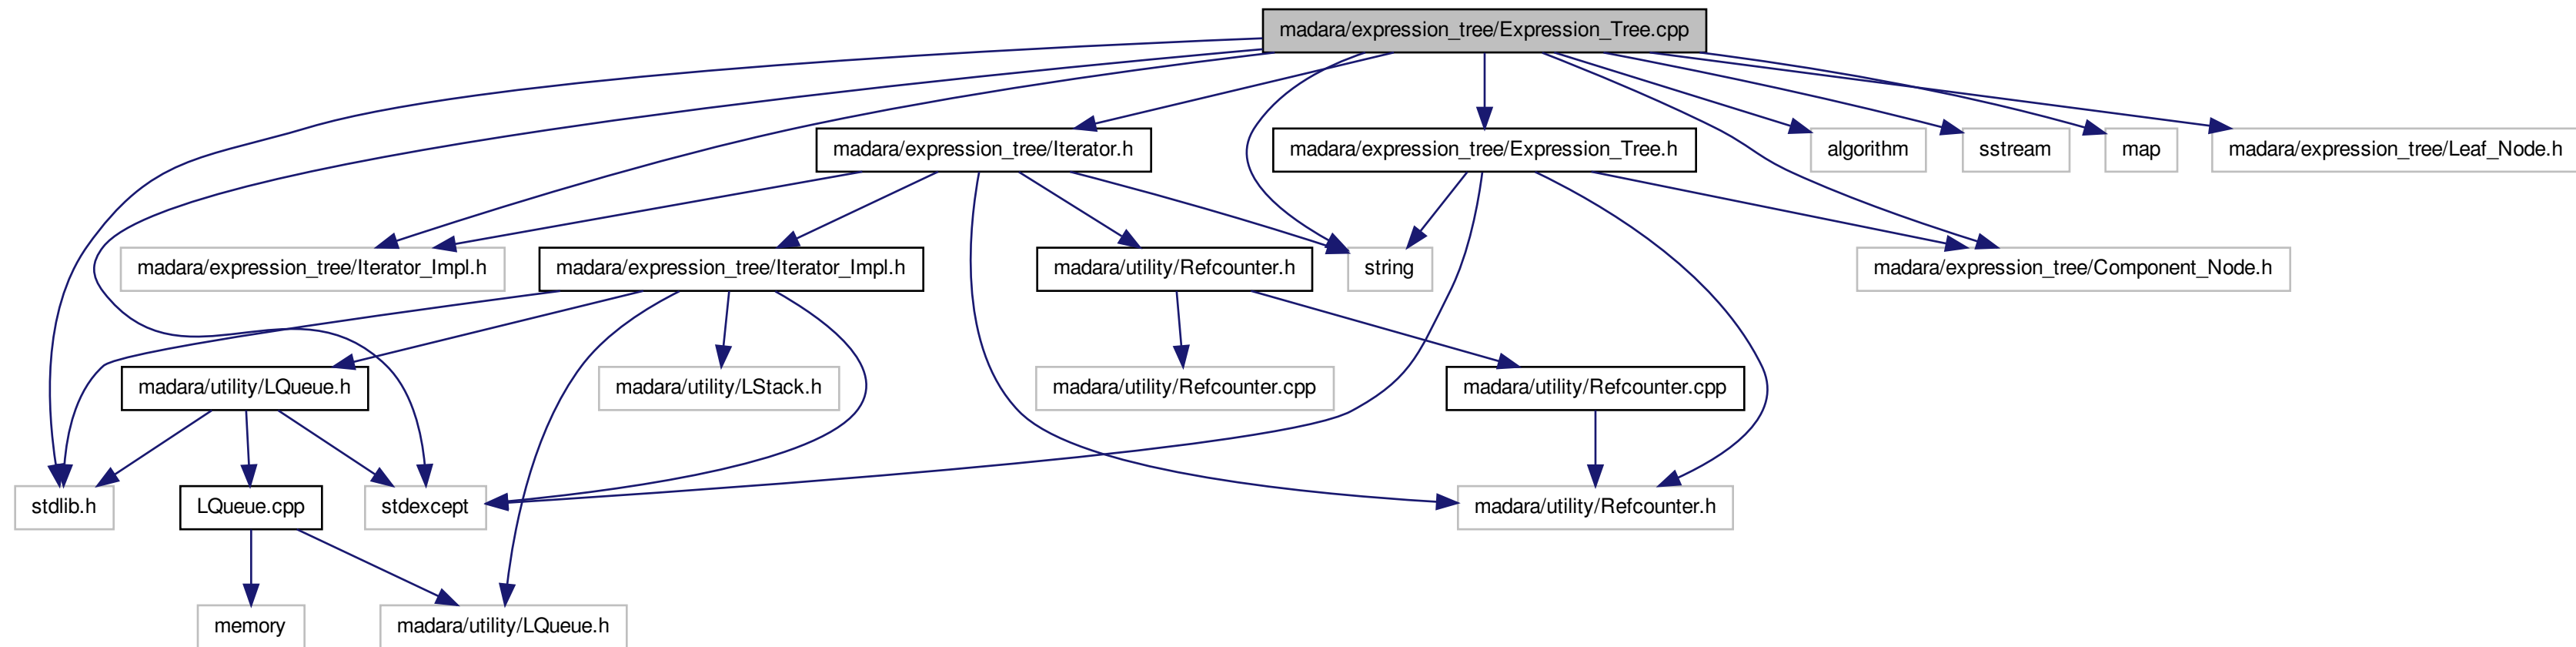 madara/expression_tree/Expression_Tree.cpp
madara/expression_tree/Iterator.h
madara/expression_tree/Expression_Tree.h
algorithm
sstream
map
madara/expression_tree/Leaf_Node.h
madara/expression_tree/Iterator_Impl.h
madara/expression_tree/Iterator_Impl.h
madara/utility/Refcounter.h
string
madara/expression_tree/Component_Node.h
madara/utility/LQueue.h
madara/utility/LStack.h
madara/utility/Refcounter.cpp
madara/utility/Refcounter.cpp
stdlib.h
LQueue.cpp
stdexcept
madara/utility/Refcounter.h
memory
madara/utility/LQueue.h